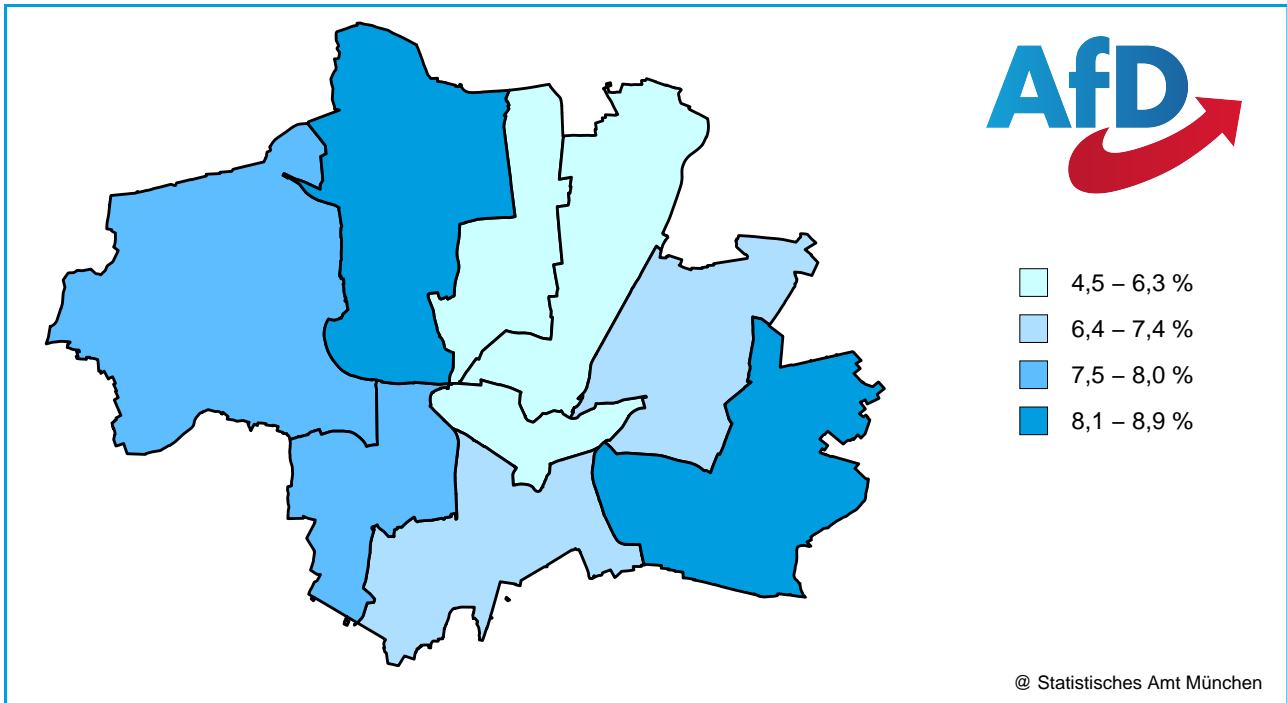 AfD
4,5 – 6,3 %
6,4 – 7,4 %
7,5 – 8,0 %
8,1 – 8,9 %
@ Statistisches Amt München